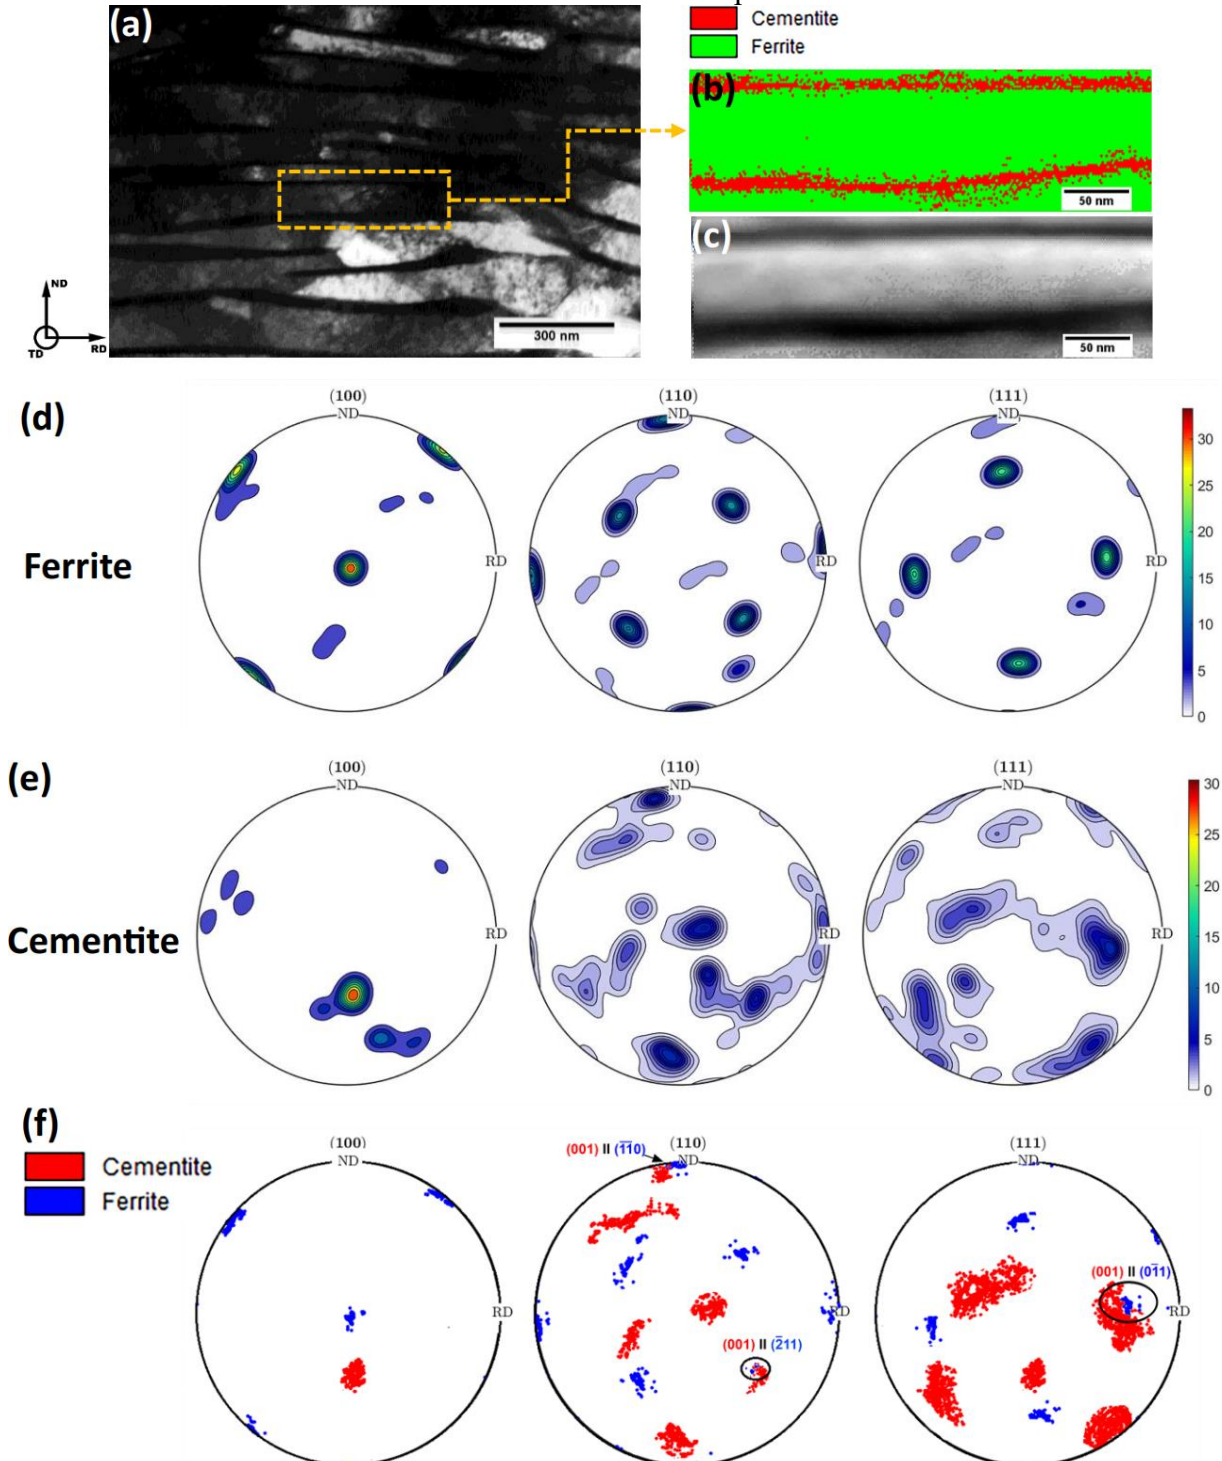 (a)
Cementite
Ferrite
(b)
50 nm
(c)
50 nm
300 nm
ND
TD
RD
(d)
(100)
ND
RD
(110)
ND
RD
(111)
ND
RD
30
25
20
15
10
5
0
Ferrite
(e)
(100)
ND
RD
(110)
ND
RD
(111)
ND
RD
30
25
20
15
10
5
0
Cementite
(f)
Cementite
Ferrite
(100)
ND
RD
(110)
ND
RD
(001) II (1̅1̅0)
(001) II (2̅11)
(111)
ND
RD
(001) II (01̅1)